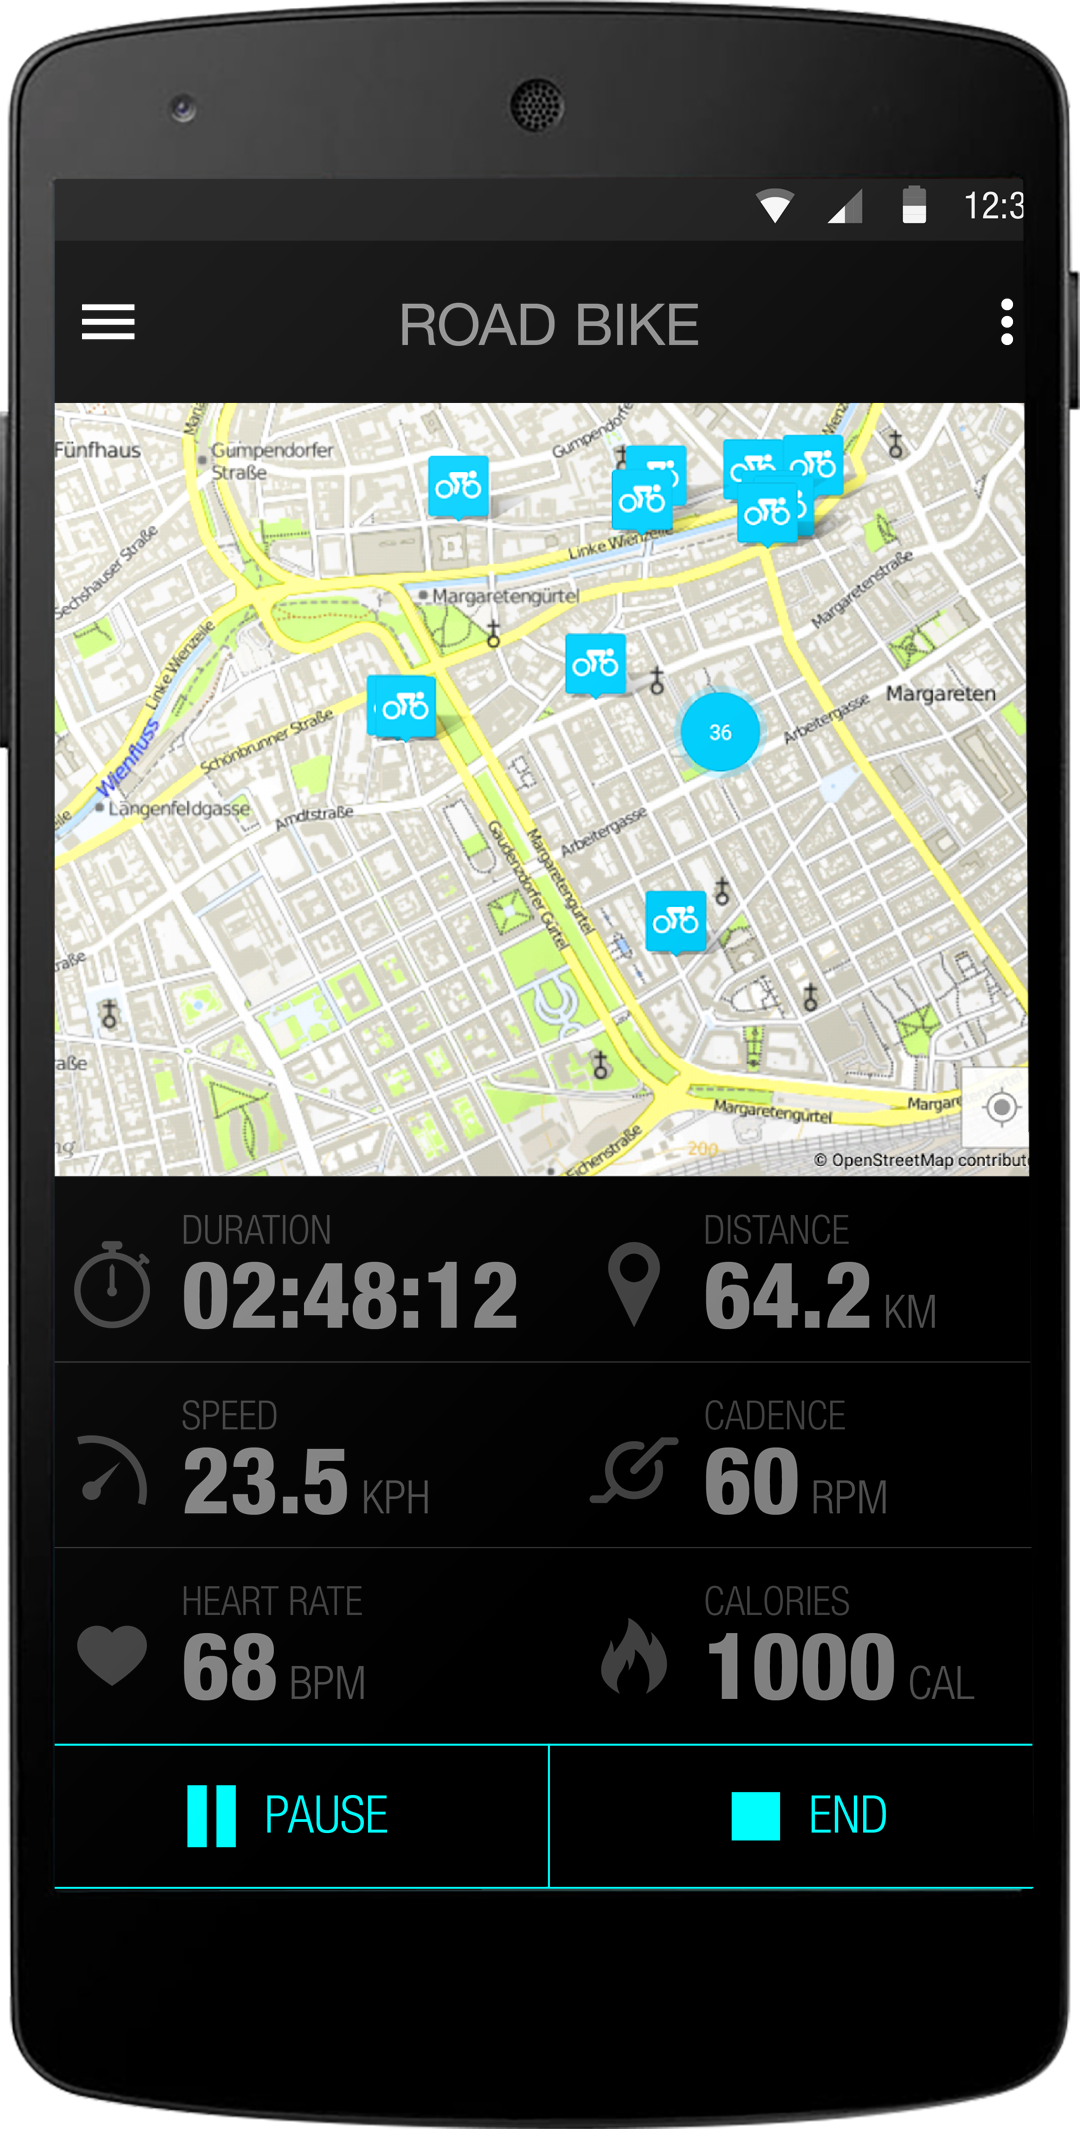 12:3
ROAD BIKE
Fünfhaus
Gumpendorfer
Straße
Linke Wienzeile
Margaretengürtel
Sechshauser Straße
Margaretenstraße
Linke Wienzeile
Margareten
36
Arbeitergasse
Schönbrunner Straße
Wienfluss
Längenfeldgasse
Arndtstraße
Arbeitergasse
Gaudenzdorfer Gürtel
Margaretengürtel
Margaretengürtel
Margare
Eichenstraße
200
© OpenStreetMap contribut
DURATION
02:48:12
DISTANCE
64.2 KM
SPEED
23.5 KPH
CADENCE
60 RPM
HEART RATE
68 BPM
CALORIES
1000 CAL
PAUSE
END